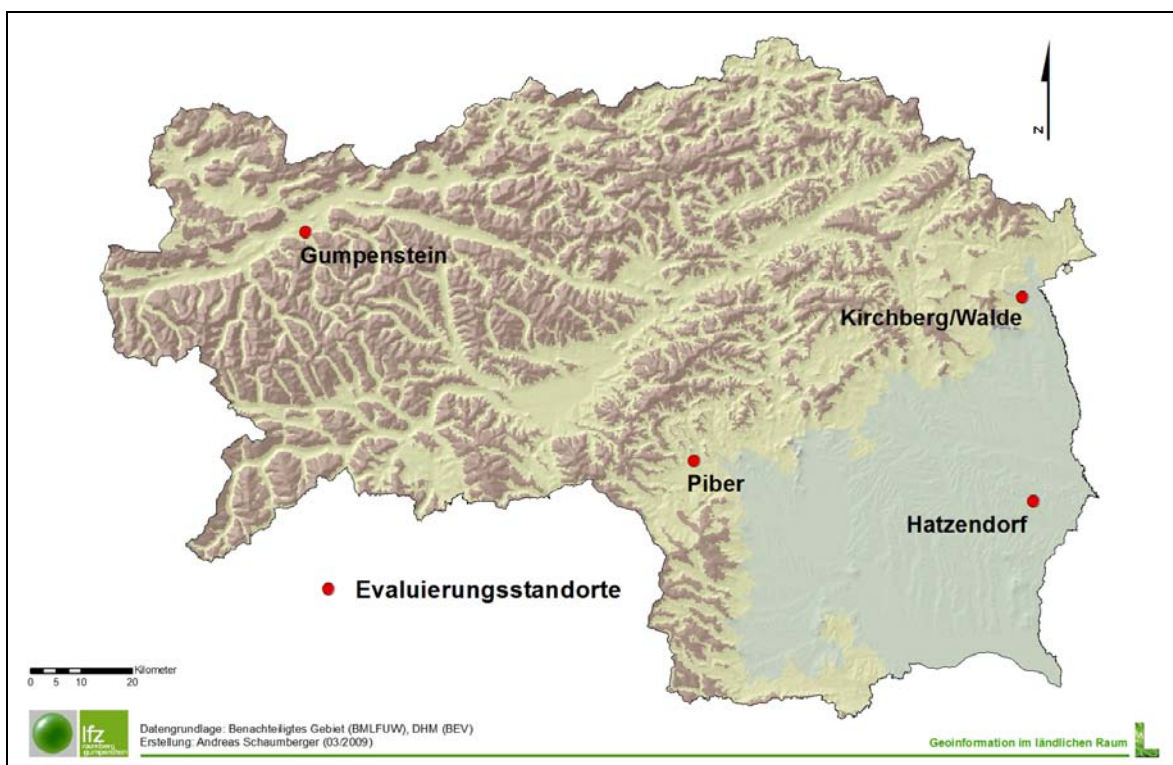 N
Gumpenstein
Kirchberg/Walde
Piber
Hatzendorf
Evaluierungsstandorte
Kilometer
0 5 10 20
lfz
raumberg
gumpenstein
Datengrundlage: Benachteiligtes Gebiet (BMLFUW), DHM (BEV)
Erstellung: Andreas Schaumberger (03/2009)
Geoinformation im ländlichen Raum